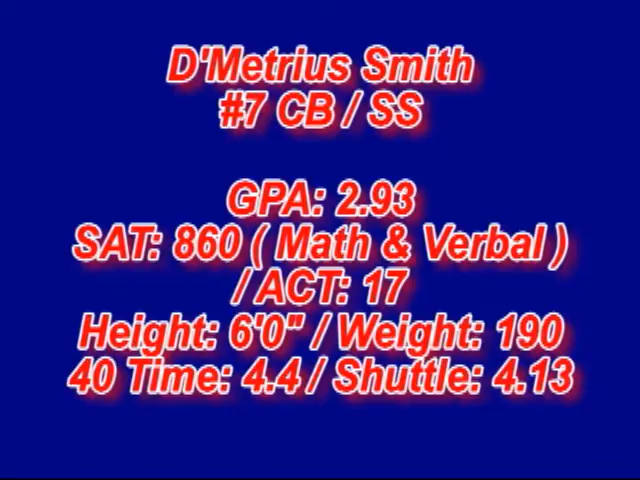 D'Metrius Smith
#7 CB / SS
GPA: 2.93
SAT: 860 ( Math & Verbal )
/ ACT: 17
Height: 6'0" / Weight: 190
40 Time: 4.4 / Shuttle: 4.13